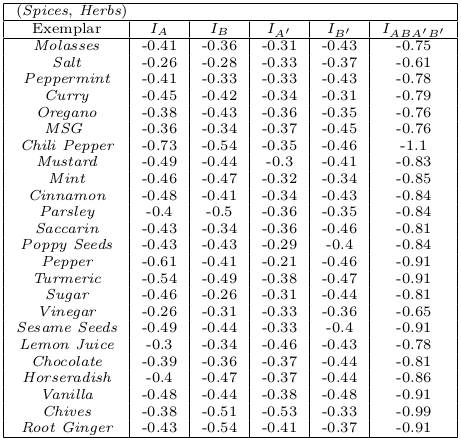 (Spices, Herbs)
Exemplar I_A I_B I_A′ I_B′ I_ABA′B′
Molasses -0.41 -0.36 -0.31 -0.43 -0.75
Salt -0.26 -0.28 -0.33 -0.37 -0.61
Peppermint -0.41 -0.33 -0.33 -0.43 -0.78
Curry -0.45 -0.42 -0.34 -0.31 -0.79
Oregano -0.38 -0.43 -0.36 -0.35 -0.76
MSG -0.36 -0.34 -0.37 -0.45 -0.76
Chili Pepper -0.73 -0.54 -0.35 -0.46 -1.1
Mustard -0.49 -0.44 -0.3 -0.41 -0.83
Mint -0.46 -0.47 -0.32 -0.34 -0.85
Cinnamon -0.48 -0.41 -0.34 -0.43 -0.84
Parsley -0.4 -0.5 -0.36 -0.35 -0.84
Saccarin -0.43 -0.34 -0.36 -0.46 -0.81
Poppy Seeds -0.43 -0.43 -0.29 -0.4 -0.84
Pepper -0.61 -0.41 -0.21 -0.46 -0.91
Turmeric -0.54 -0.49 -0.38 -0.47 -0.91
Sugar -0.46 -0.26 -0.31 -0.44 -0.81
Vinegar -0.26 -0.31 -0.33 -0.36 -0.65
Sesame Seeds -0.49 -0.44 -0.33 -0.4 -0.91
Lemon Juice -0.3 -0.34 -0.46 -0.43 -0.78
Chocolate -0.39 -0.36 -0.37 -0.44 -0.81
Horseradish -0.4 -0.47 -0.37 -0.44 -0.86
Vanilla -0.48 -0.44 -0.38 -0.48 -0.91
Chives -0.38 -0.51 -0.53 -0.33 -0.99
Root Ginger -0.43 -0.54 -0.41 -0.37 -0.91